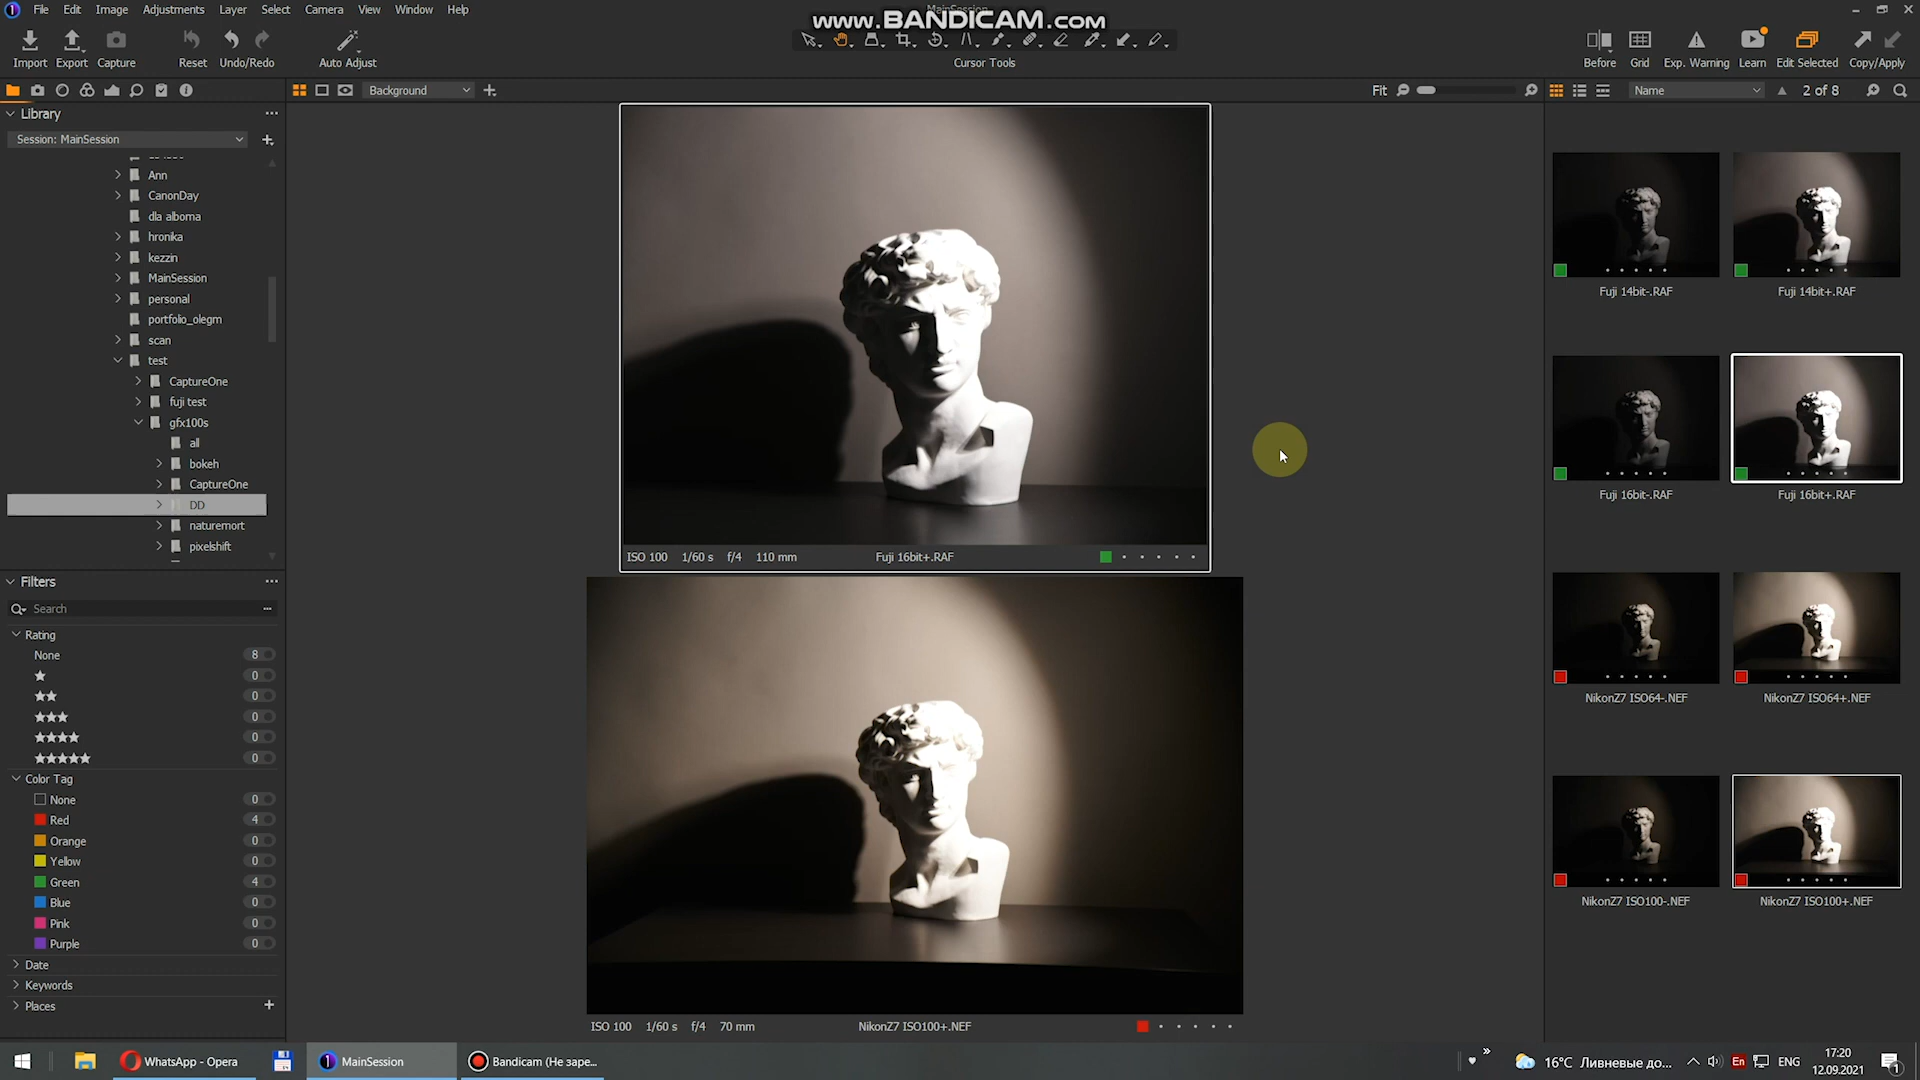 File Edit Image Adjustments Layer Select Camera View Window Help
www.BANDICAM.com
Import Export Capture Reset Undo/Redo Auto Adjust Cursor Tools Before Grid Exp. Warning Learn Edit Selected Copy/Apply
Background
Fit
Name
2 of 8
Library
Session: MainSession
Ann
CanonDay
dla alboma
hronika
kezzin
MainSession
personal
portfolio_olegm
scan
test
CaptureOne
fuji test
gfx100s
all
bokeh
CaptureOne
DD
naturemort
pixelshift
Filters
Search
Rating
None 8
0
0
0
0
0
Color Tag
None 0
Red 4
Orange 0
Yellow 0
Green 4
Blue 0
Pink 0
Purple 0
Date
Keywords
Places
ISO 100 1/60 s f/4 110 mm Fuji 16bit+.RAF
ISO 100 1/60 s f/4 70 mm NikonZ7 ISO100+.NEF
Fuji 14bit-.RAF Fuji 14bit+.RAF
Fuji 16bit-.RAF Fuji 16bit+.RAF
NikonZ7 ISO64-.NEF NikonZ7 ISO64+.NEF
NikonZ7 ISO100-.NEF NikonZ7 ISO100+.NEF
WhatsApp - Opera
MainSession
Bandicam (Не заре...
16°C Ливневые до...
En
ENG
17:20
12.09.2021
1